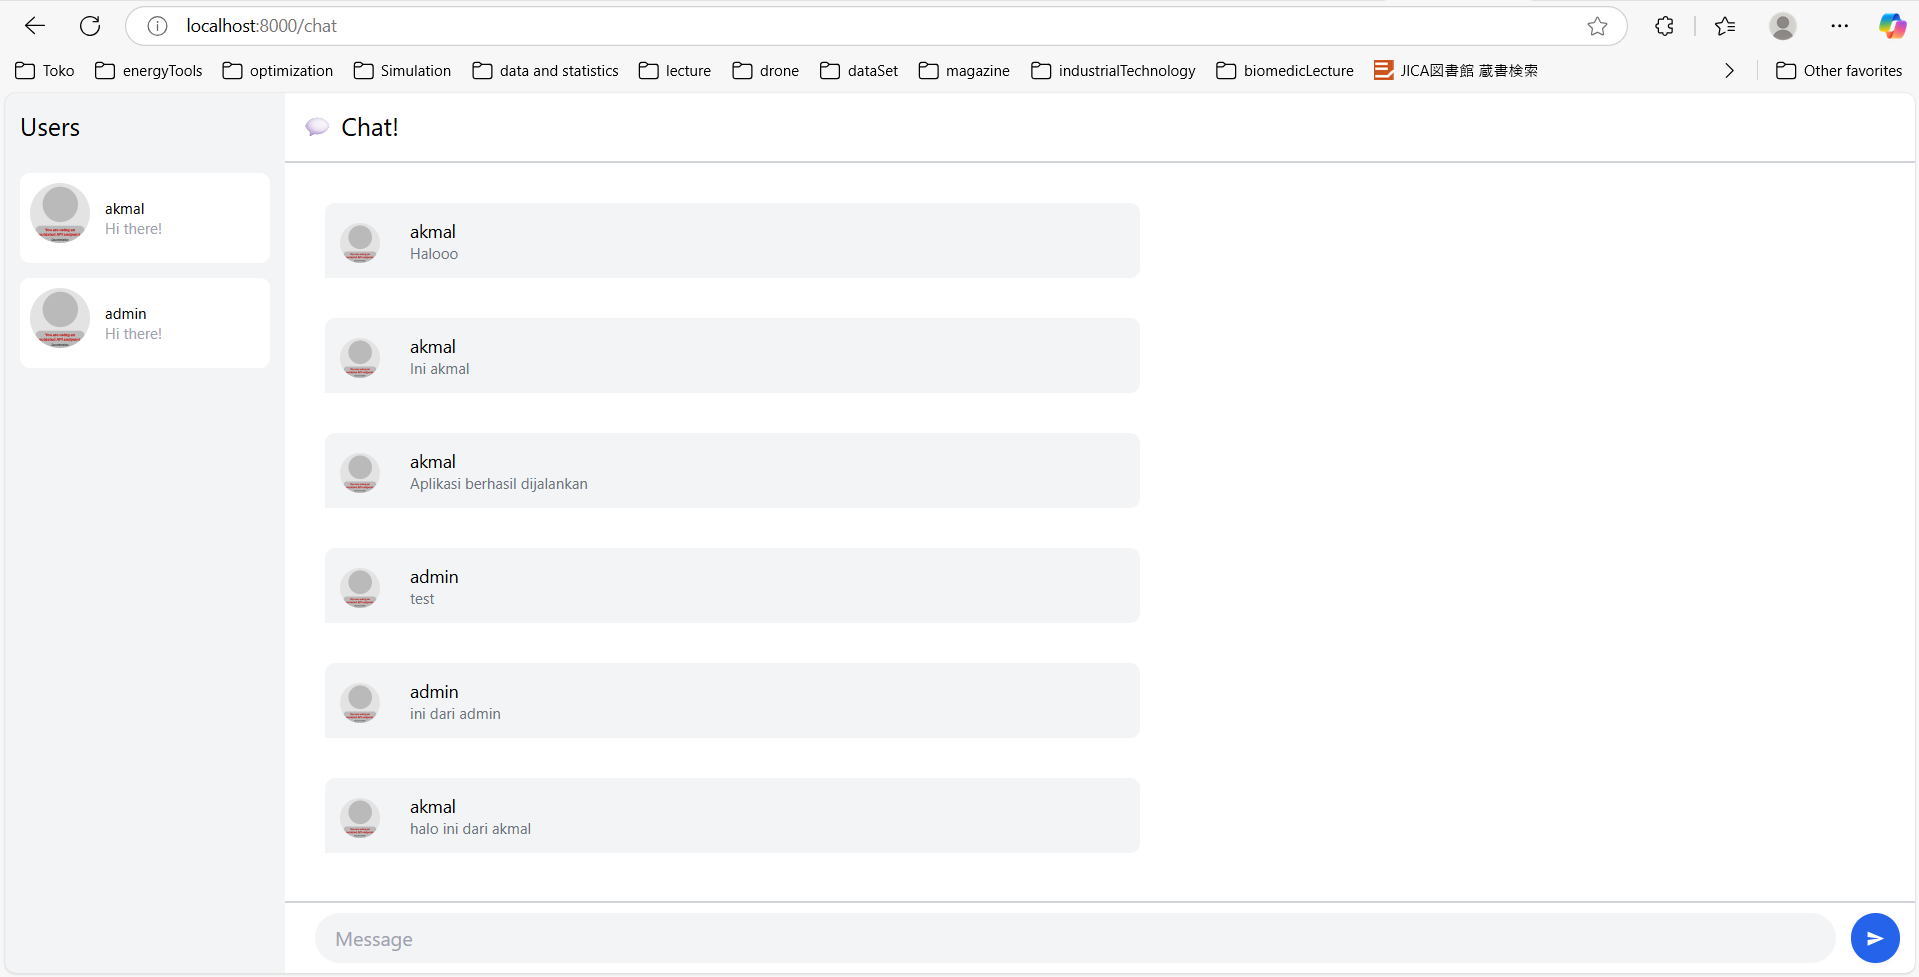 localhost:8000/chat
Toko energyTools optimization Simulation data and statistics lecture drone dataSet magazine industrialTechnology biomedicLecture JICA図書館 蔵書検索 Other favorites
Users
Chat!
akmal
Hi there!
admin
Hi there!
akmal
Halooo
akmal
Ini akmal
akmal
Aplikasi berhasil dijalankan
admin
test
admin
ini dari admin
akmal
halo ini dari akmal
Message